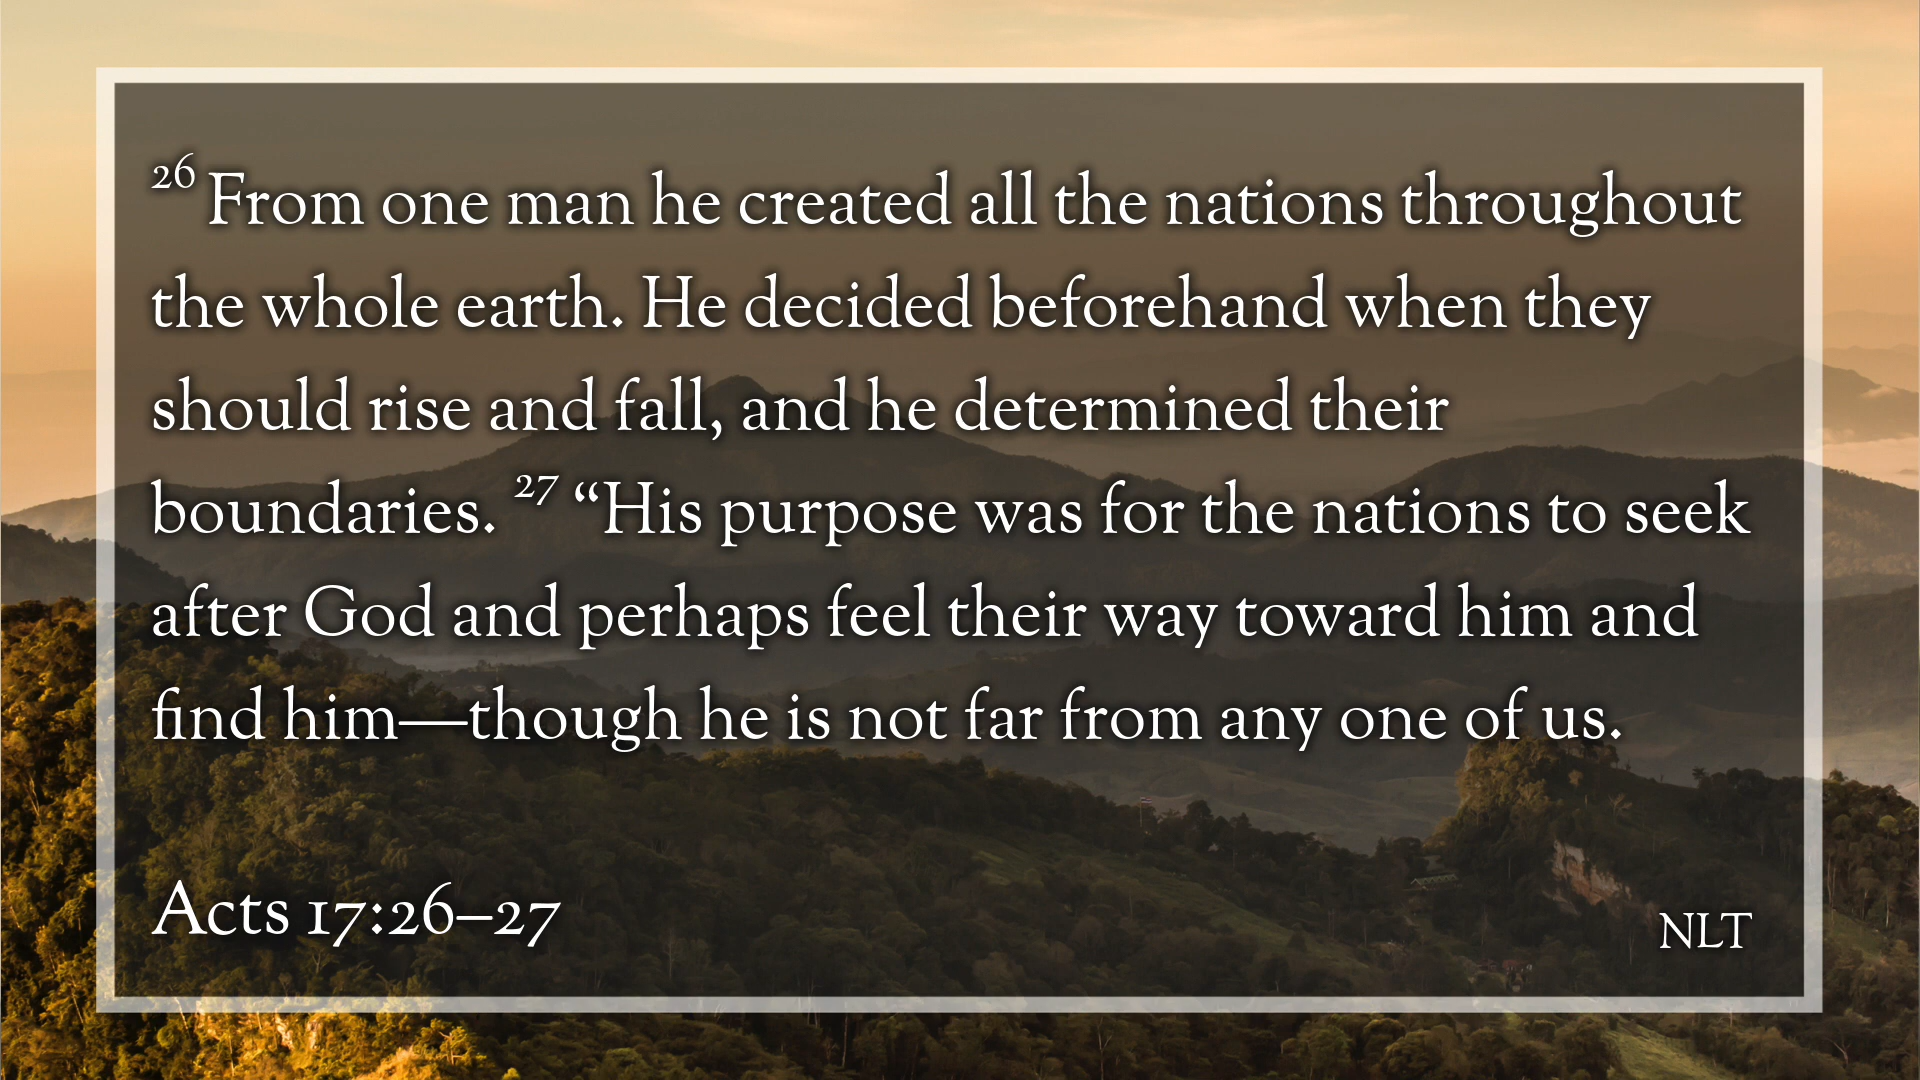 26 From one man he created all the nations throughout
the whole earth. He decided beforehand when they
should rise and fall, and he determined their
boundaries. 27 “His purpose was for the nations to seek
after God and perhaps feel their way toward him and
find him—though he is not far from any one of us.
Acts 17:26–27
NLT